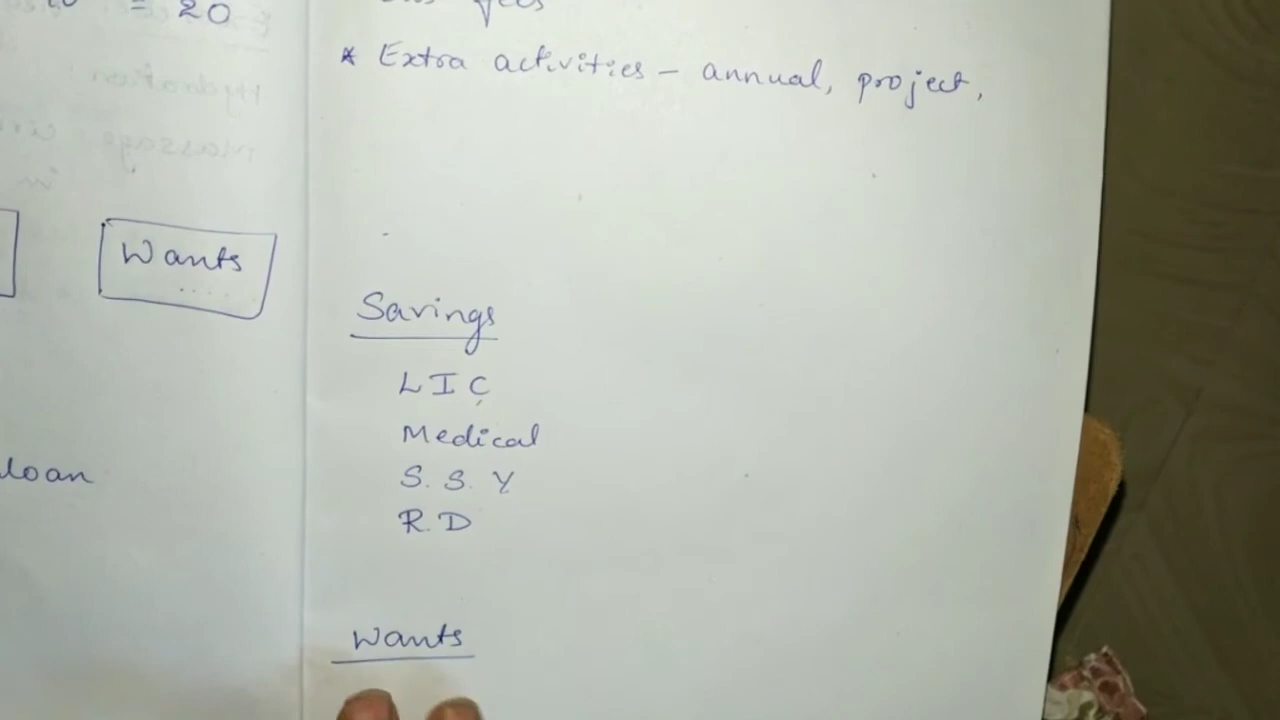 = 20
Wants
loan
* Extra activities - annual, project,
Savings
LIC
Medical
S. S. Y
R.D
Wants